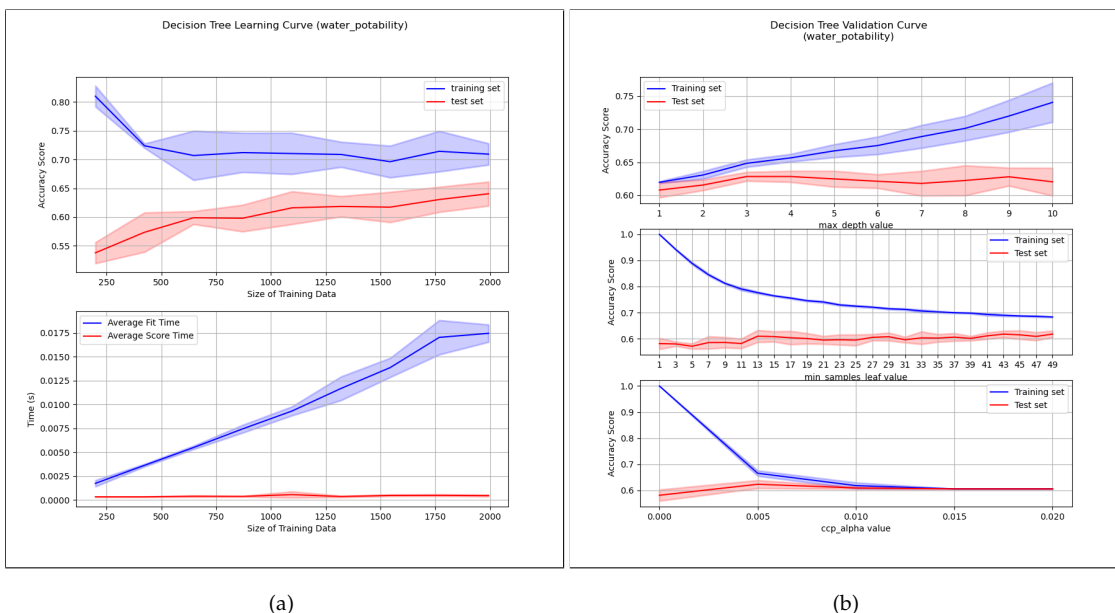 Decision Tree Learning Curve (water_potability)
training set
test set
Accuracy Score
0.80
0.75
0.70
0.65
0.60
0.55
250 500 750 1000 1250 1500 1750 2000
Size of Training Data
Average Fit Time
Average Score Time
Time (s)
0.0175
0.0150
0.0125
0.0100
0.0075
0.0050
0.0025
0.0000
250 500 750 1000 1250 1500 1750 2000
Size of Training Data
(a)
Decision Tree Validation Curve
(water_potability)
Training set
Test set
Accuracy Score
0.75
0.70
0.65
0.60
1 2 3 4 5 6 7 8 9 10
max_depth value
Training set
Test set
Accuracy Score
1.0
0.9
0.8
0.7
0.6
1 3 5 7 9 11 13 15 17 19 21 23 25 27 29 31 33 35 37 39 41 43 45 47 49
min_samples_leaf value
Training set
Test set
Accuracy Score
1.0
0.9
0.8
0.7
0.6
0.000 0.005 0.010 0.015 0.020
ccp_alpha value
(b)